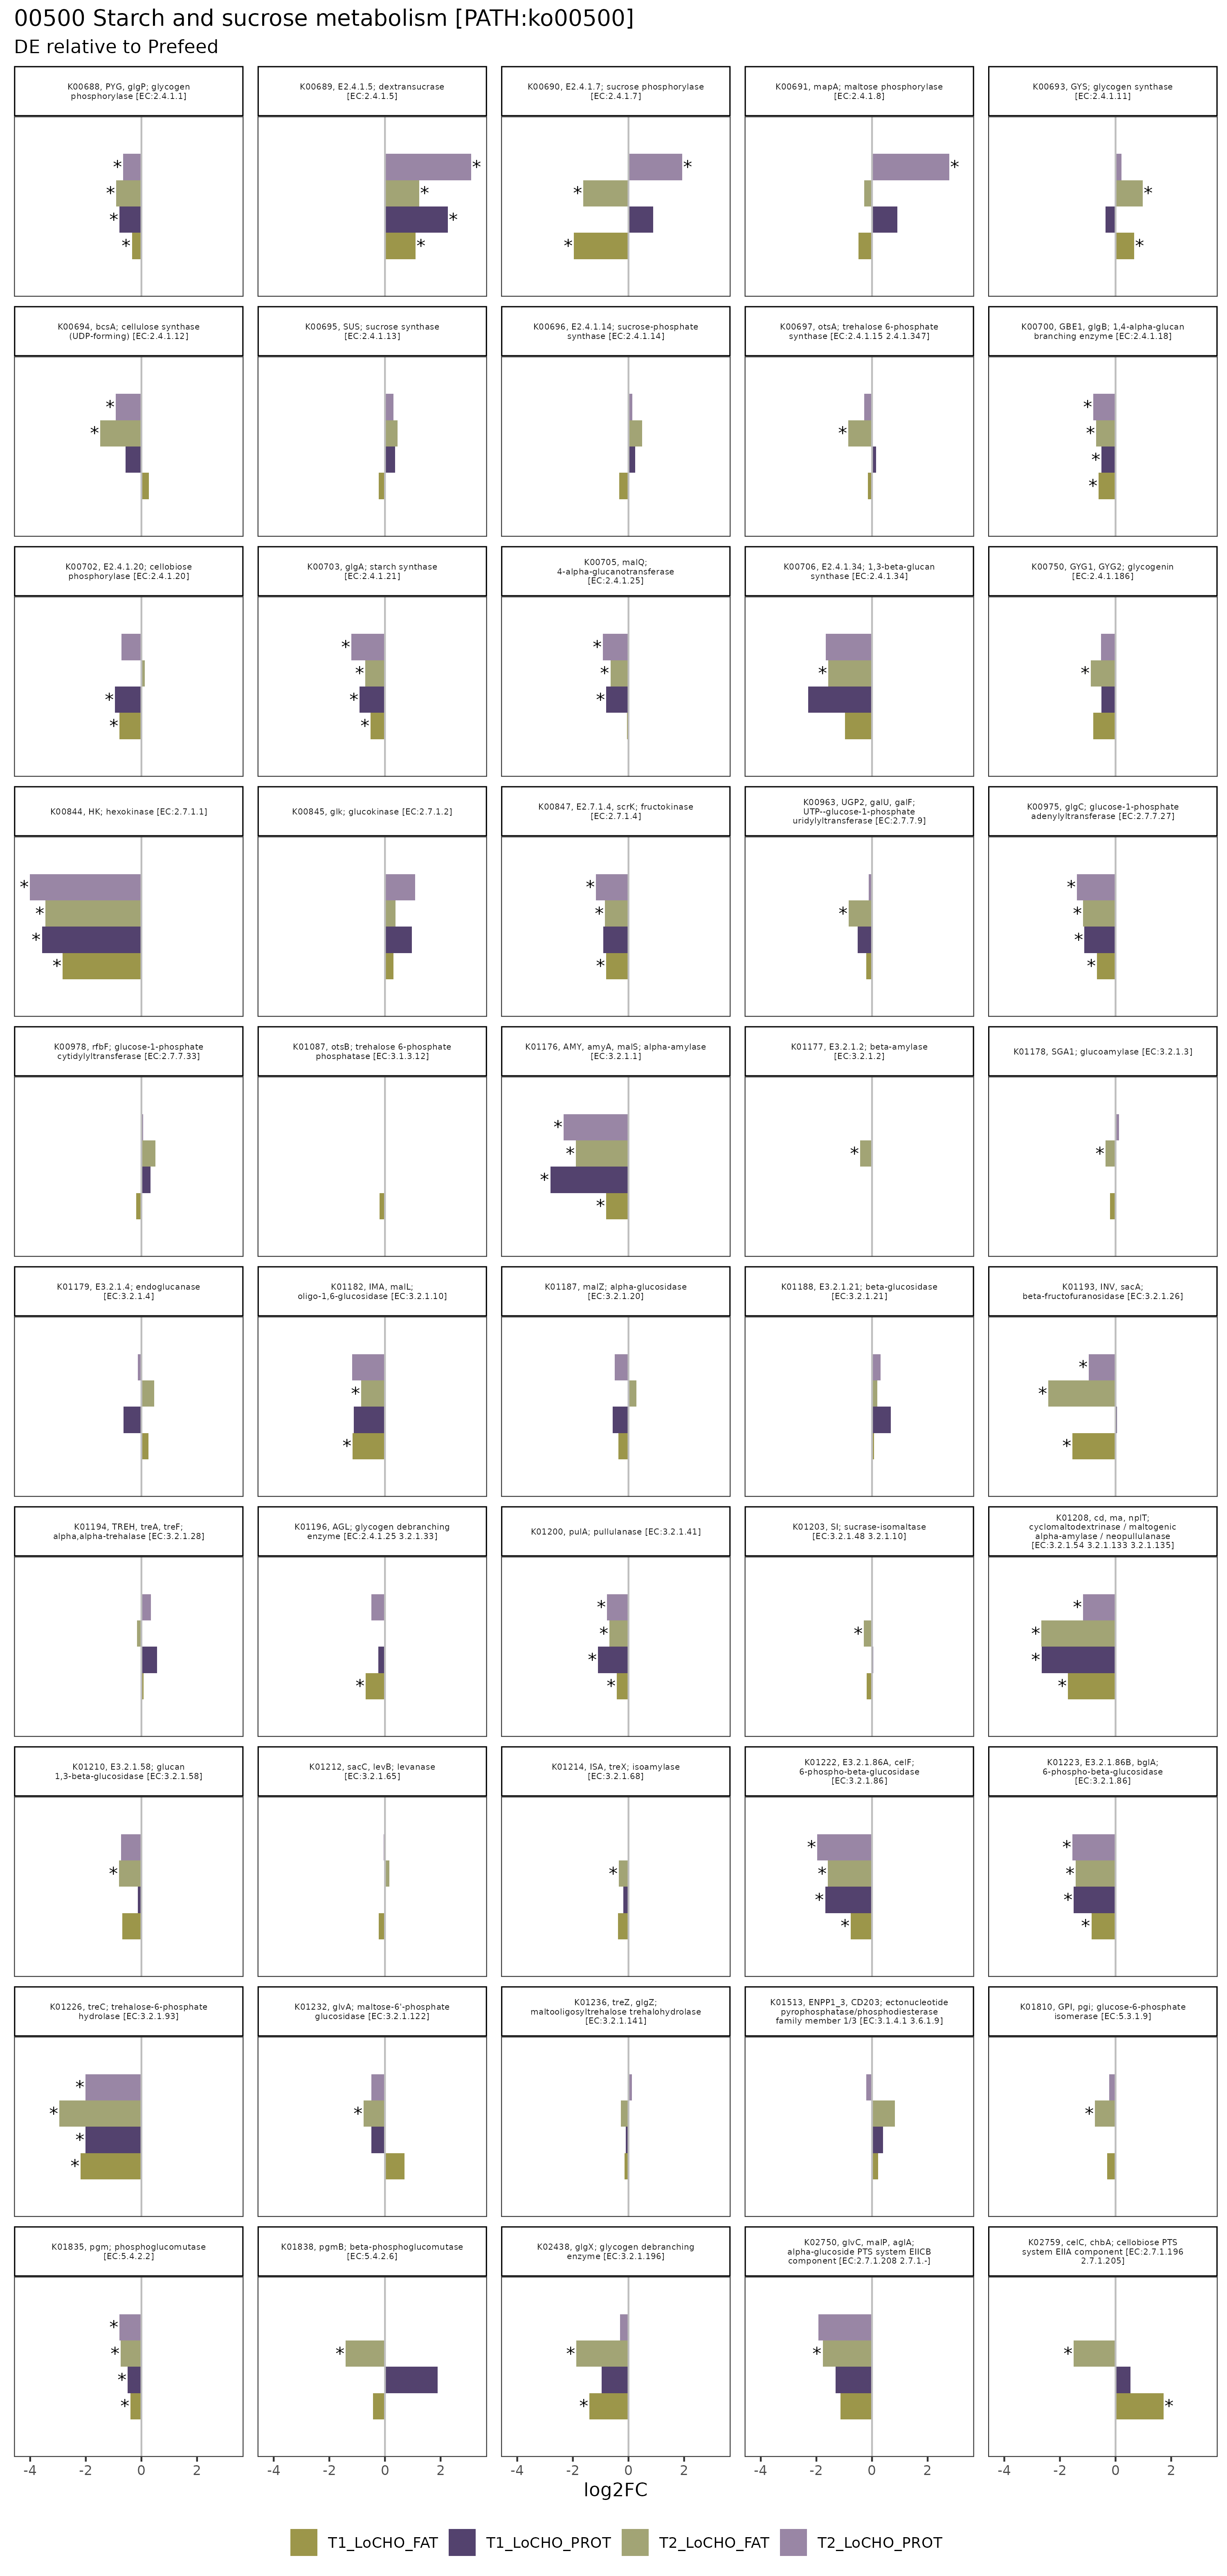 00500 Starch and sucrose metabolism [PATH:ko00500]
DE relative to Prefeed
K00688, PYG, glgP; glycogen
phosphorylase [EC:2.4.1.1]
K00689, E2.4.1.5; dextransucrase
[EC:2.4.1.5]
K00690, E2.4.1.7; sucrose phosphorylase
[EC:2.4.1.7]
K00691, mapA; maltose phosphorylase
[EC:2.4.1.8]
K00693, GYS; glycogen synthase
[EC:2.4.1.11]
* * * *
* * * *
* * *
*
* *
K00694, bcsA; cellulose synthase
(UDP-forming) [EC:2.4.1.12]
K00695, SUS; sucrose synthase
[EC:2.4.1.13]
K00696, E2.4.1.14; sucrose-phosphate
synthase [EC:2.4.1.14]
K00697, otsA; trehalose 6-phosphate
synthase [EC:2.4.1.15 2.4.1.347]
K00700, GBE1, glgB; 1,4-alpha-glucan
branching enzyme [EC:2.4.1.18]
* *
*
* * * *
K00702, E2.4.1.20; cellobiose
phosphorylase [EC:2.4.1.20]
K00703, glgA; starch synthase
[EC:2.4.1.21]
K00705, malQ;
4-alpha-glucanotransferase
[EC:2.4.1.25]
K00706, E2.4.1.34; 1,3-beta-glucan
synthase [EC:2.4.1.34]
K00750, GYG1, GYG2; glycogenin
[EC:2.4.1.186]
* *
* * * *
* * *
*
*
K00844, HK; hexokinase [EC:2.7.1.1]
K00845, glk; glucokinase [EC:2.7.1.2]
K00847, E2.7.1.4, scrK; fructokinase
[EC:2.7.1.4]
K00963, UGP2, galU, galF;
UTP--glucose-1-phosphate
uridylyltransferase [EC:2.7.7.9]
K00975, glgC; glucose-1-phosphate
adenylyltransferase [EC:2.7.7.27]
* * * *
* * *
*
* * * *
K00978, rfbF; glucose-1-phosphate
cytidylyltransferase [EC:2.7.7.33]
K01087, otsB; trehalose 6-phosphate
phosphatase [EC:3.1.3.12]
K01176, AMY, amyA, malS; alpha-amylase
[EC:3.2.1.1]
K01177, E3.2.1.2; beta-amylase
[EC:3.2.1.2]
K01178, SGA1; glucoamylase [EC:3.2.1.3]
* * * *
*
*
K01179, E3.2.1.4; endoglucanase
[EC:3.2.1.4]
K01182, IMA, malL;
oligo-1,6-glucosidase [EC:3.2.1.10]
K01187, malZ; alpha-glucosidase
[EC:3.2.1.20]
K01188, E3.2.1.21; beta-glucosidase
[EC:3.2.1.21]
K01193, INV, sacA;
beta-fructofuranosidase [EC:3.2.1.26]
* *
* * *
K01194, TREH, treA, treF;
alpha,alpha-trehalase [EC:3.2.1.28]
K01196, AGL; glycogen debranching
enzyme [EC:2.4.1.25 3.2.1.33]
K01200, pulA; pullulanase [EC:3.2.1.41]
K01203, SI; sucrase-isomaltase
[EC:3.2.1.48 3.2.1.10]
K01208, cd, ma, nplT;
cyclomaltodextrinase / maltogenic
alpha-amylase / neopullulanase
[EC:3.2.1.54 3.2.1.133 3.2.1.135]
*
* * * *
*
* * * *
K01210, E3.2.1.58; glucan
1,3-beta-glucosidase [EC:3.2.1.58]
K01212, sacC, levB; levanase
[EC:3.2.1.65]
K01214, ISA, treX; isoamylase
[EC:3.2.1.68]
K01222, E3.2.1.86A, celF;
6-phospho-beta-glucosidase
[EC:3.2.1.86]
K01223, E3.2.1.86B, bglA;
6-phospho-beta-glucosidase
[EC:3.2.1.86]
*
*
* * * *
* * * *
K01226, treC; trehalose-6-phosphate
hydrolase [EC:3.2.1.93]
K01232, glvA; maltose-6'-phosphate
glucosidase [EC:3.2.1.122]
K01236, treZ, glgZ;
maltooligosyltrehalose trehalohydrolase
[EC:3.2.1.141]
K01513, ENPP1_3, CD203; ectonucleotide
pyrophosphatase/phosphodiesterase
family member 1/3 [EC:3.1.4.1 3.6.1.9]
K01810, GPI, pgi; glucose-6-phosphate
isomerase [EC:5.3.1.9]
* * * *
*
*
K01835, pgm; phosphoglucomutase
[EC:5.4.2.2]
K01838, pgmB; beta-phosphoglucomutase
[EC:5.4.2.6]
K02438, glgX; glycogen debranching
enzyme [EC:3.2.1.196]
K02750, glvC, malP, aglA;
alpha-glucoside PTS system EIICB
component [EC:2.7.1.208 2.7.1.-]
K02759, celC, chbA; cellobiose PTS
system EIIA component [EC:2.7.1.196
2.7.1.205]
* * * *
*
* *
*
* *
-4 -2 0 2
-4 -2 0 2
-4 -2 0 2
-4 -2 0 2
-4 -2 0 2
log2FC
T1_LoCHO_FAT T1_LoCHO_PROT T2_LoCHO_FAT T2_LoCHO_PROT